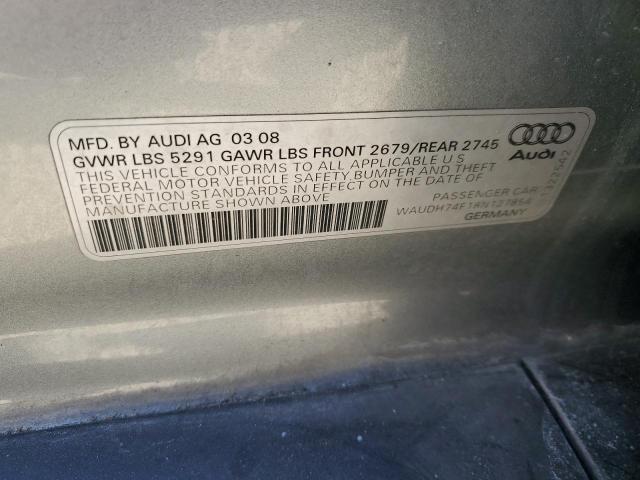 MFD. BY AUDI AG 03 08
GVWR LBS 5291 GAWR LBS FRONT 2679/REAR 2745
THIS VEHICLE CONFORMS TO ALL APPLICABLE U S
FEDERAL MOTOR VEHICLE SAFETY, BUMPER AND THEFT
PREVENTION STANDARDS IN EFFECT ON THE DATE OF
MANUFACTURE SHOWN ABOVE
Audi
PASSENGER CAR
WAUDH74F18N127854
GERMANY